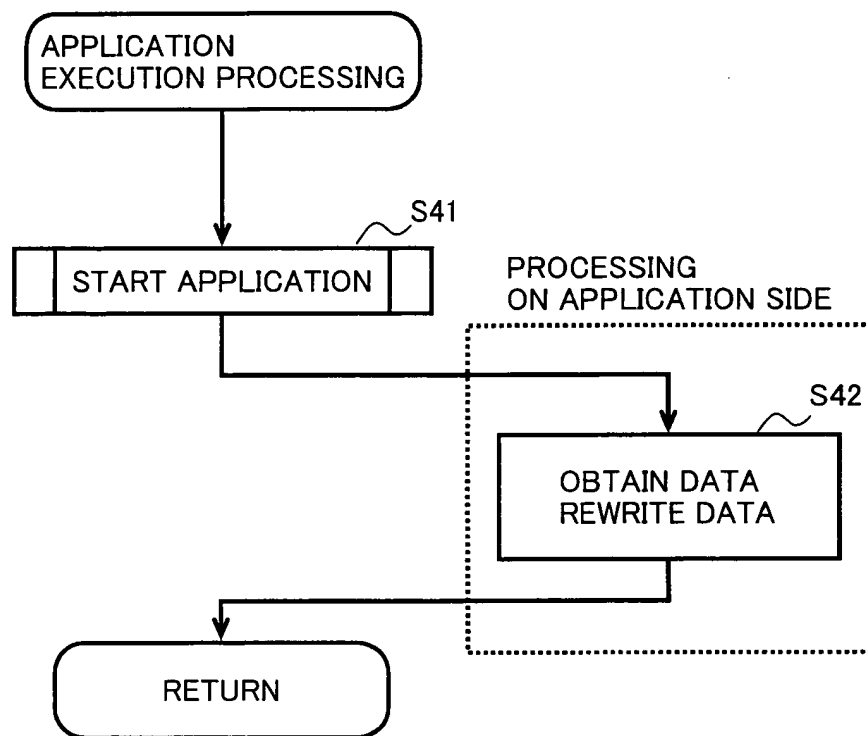 APPLICATION
EXECUTION PROCESSING
S41
START APPLICATION
PROCESSING
ON APPLICATION SIDE
S42
OBTAIN DATA
REWRITE DATA
RETURN